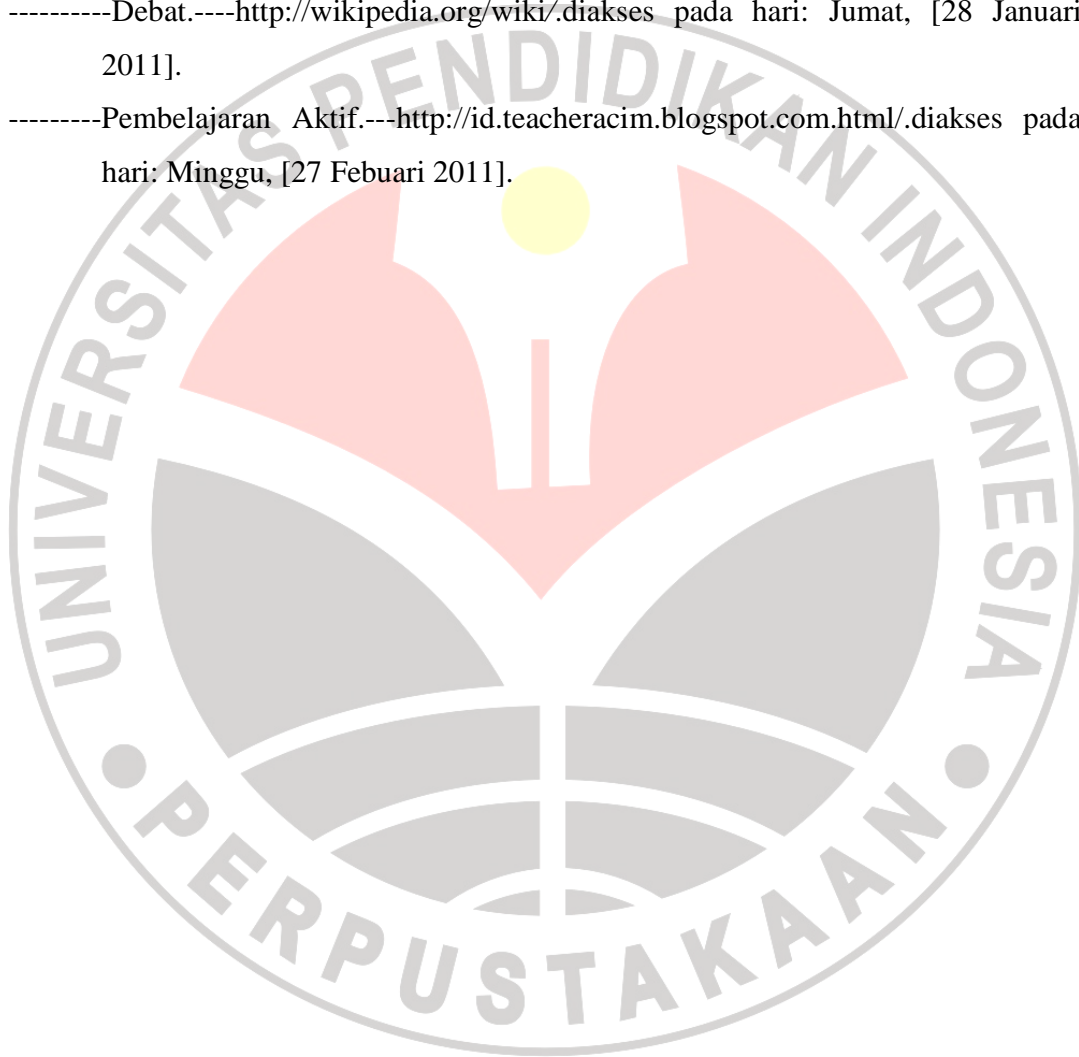 ----------Debat.----http://wikipedia.org/wiki/.diakses pada hari: Jumat, [28 Januari
2011].
---------Pembelajaran Aktif.---http://id.teacheracim.blogspot.com.html/.diakses pada
hari: Minggu, [27 Febuari 2011].
UNIVERSITAS PENDIDIKAN INDONESIA
PERPUSTAKAAN